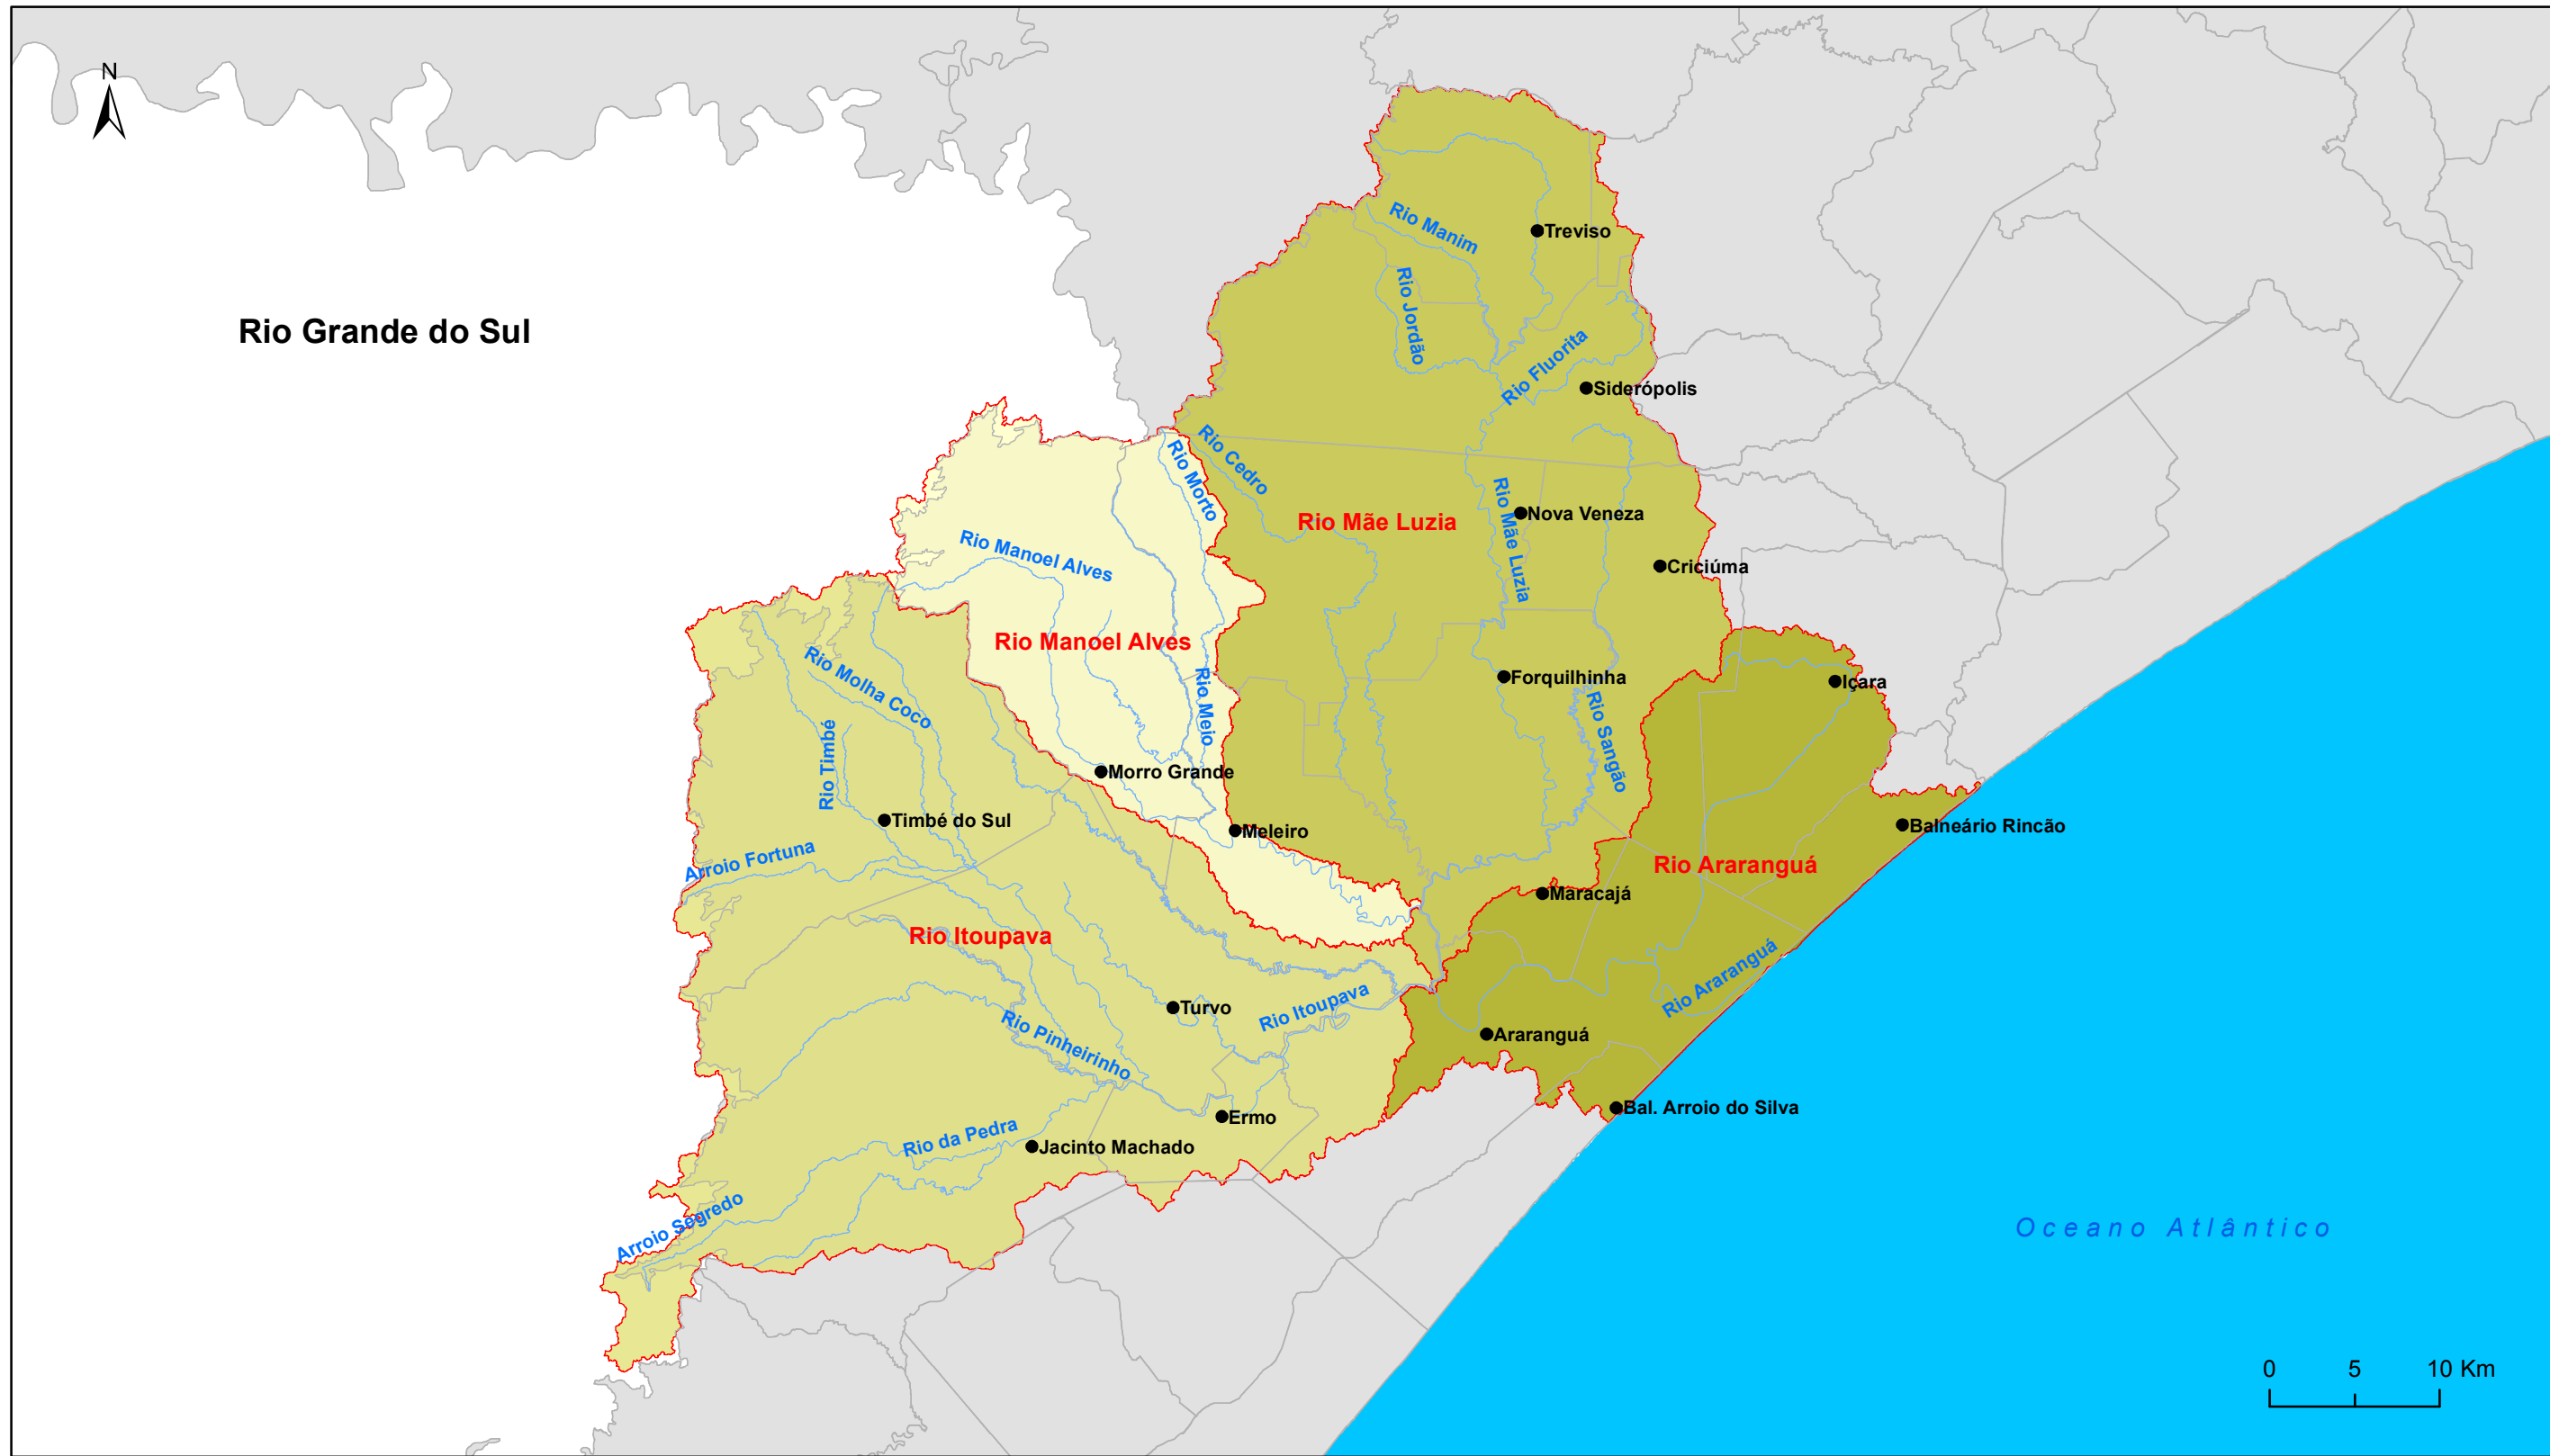 N
Rio Grande do Sul
Rio Manim
Treviso
Rio Jordão
Rio Fluorita
Siderópolis
Rio Cedro
Rio Morto
Rio Mãe Luzia
Rio Mãe Luzia
Nova Veneza
Rio Manoel Alves
Criciúma
Rio Manoel Alves
Rio Molha Coco
Rio Meio
Forquilhinha
Içara
Rio Sangão
Rio Timbé
Morro Grande
Timbé do Sul
Meleiro
Balneário Rincão
Arroio Fortuna
Rio Araranguá
Maracajá
Rio Itoupava
Rio Araranguá
Turvo
Rio Itoupava
Rio Pinheirinho
Araranguá
Ermo
Bal. Arroio do Silva
Rio da Pedra
Jacinto Machado
Arroio Segredo
Oceano Atlântico
0 5 10 Km